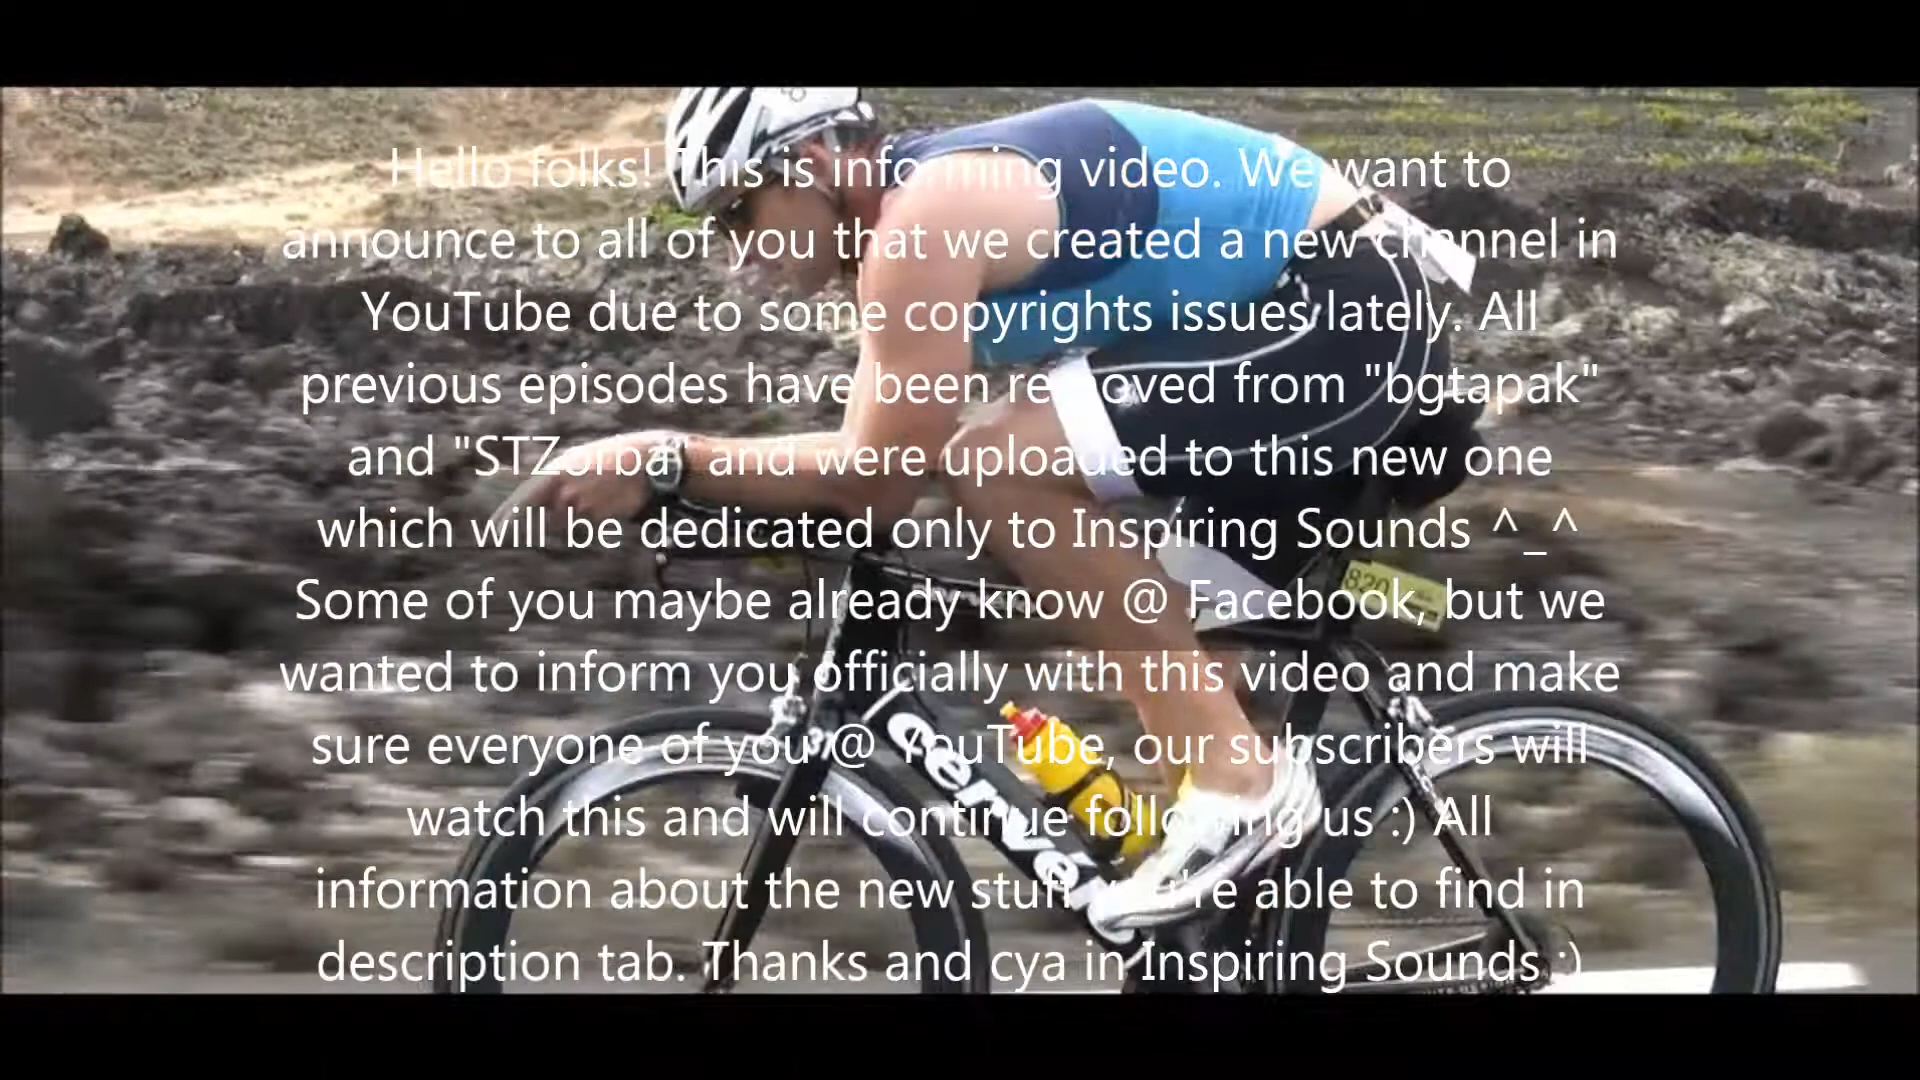 Hello folks! This is informing video. We want to
announce to all of you that we created a new channel in
YouTube due to some copyrights issues lately. All
previous episodes have been removed from "bgtapak"
and "STZorba" and were uploaded to this new one
which will be dedicated only to Inspiring Sounds ^_^
Some of you maybe already know @ Facebook, but we
wanted to inform you officially with this video and make
sure everyone of you @ YouTube, our subscribers will
watch this and will continue following us :) All
information about the new stuff you're able to find in
description tab. Thanks and cya in Inspiring Sounds :)
820
cervélo